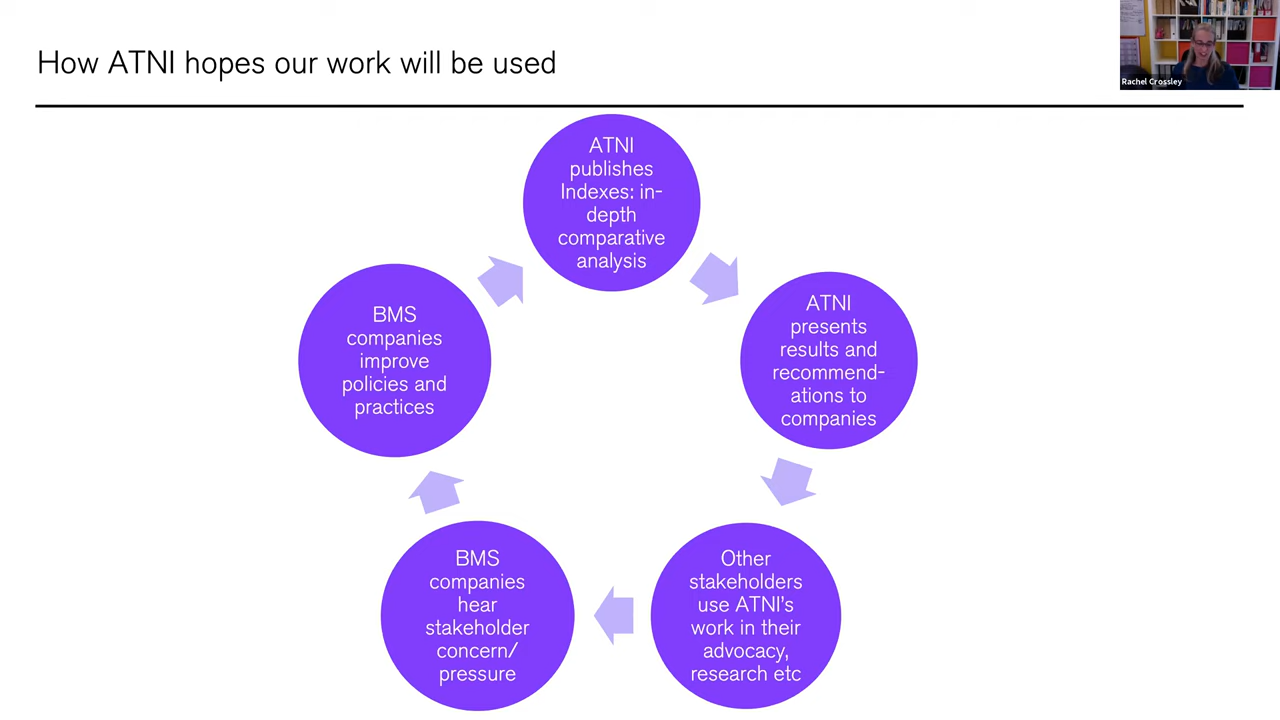 How ATNI hopes our work will be used
Rachel Crossley
ATNI
publishes
Indexes: in-
depth
comparative
analysis
ATNI
presents
results and
recommend-
ations to
companies
Other
stakeholders
use ATNI's
work in their
advocacy,
research etc
BMS
companies
hear
stakeholder
concern/
pressure
BMS
companies
improve
policies and
practices